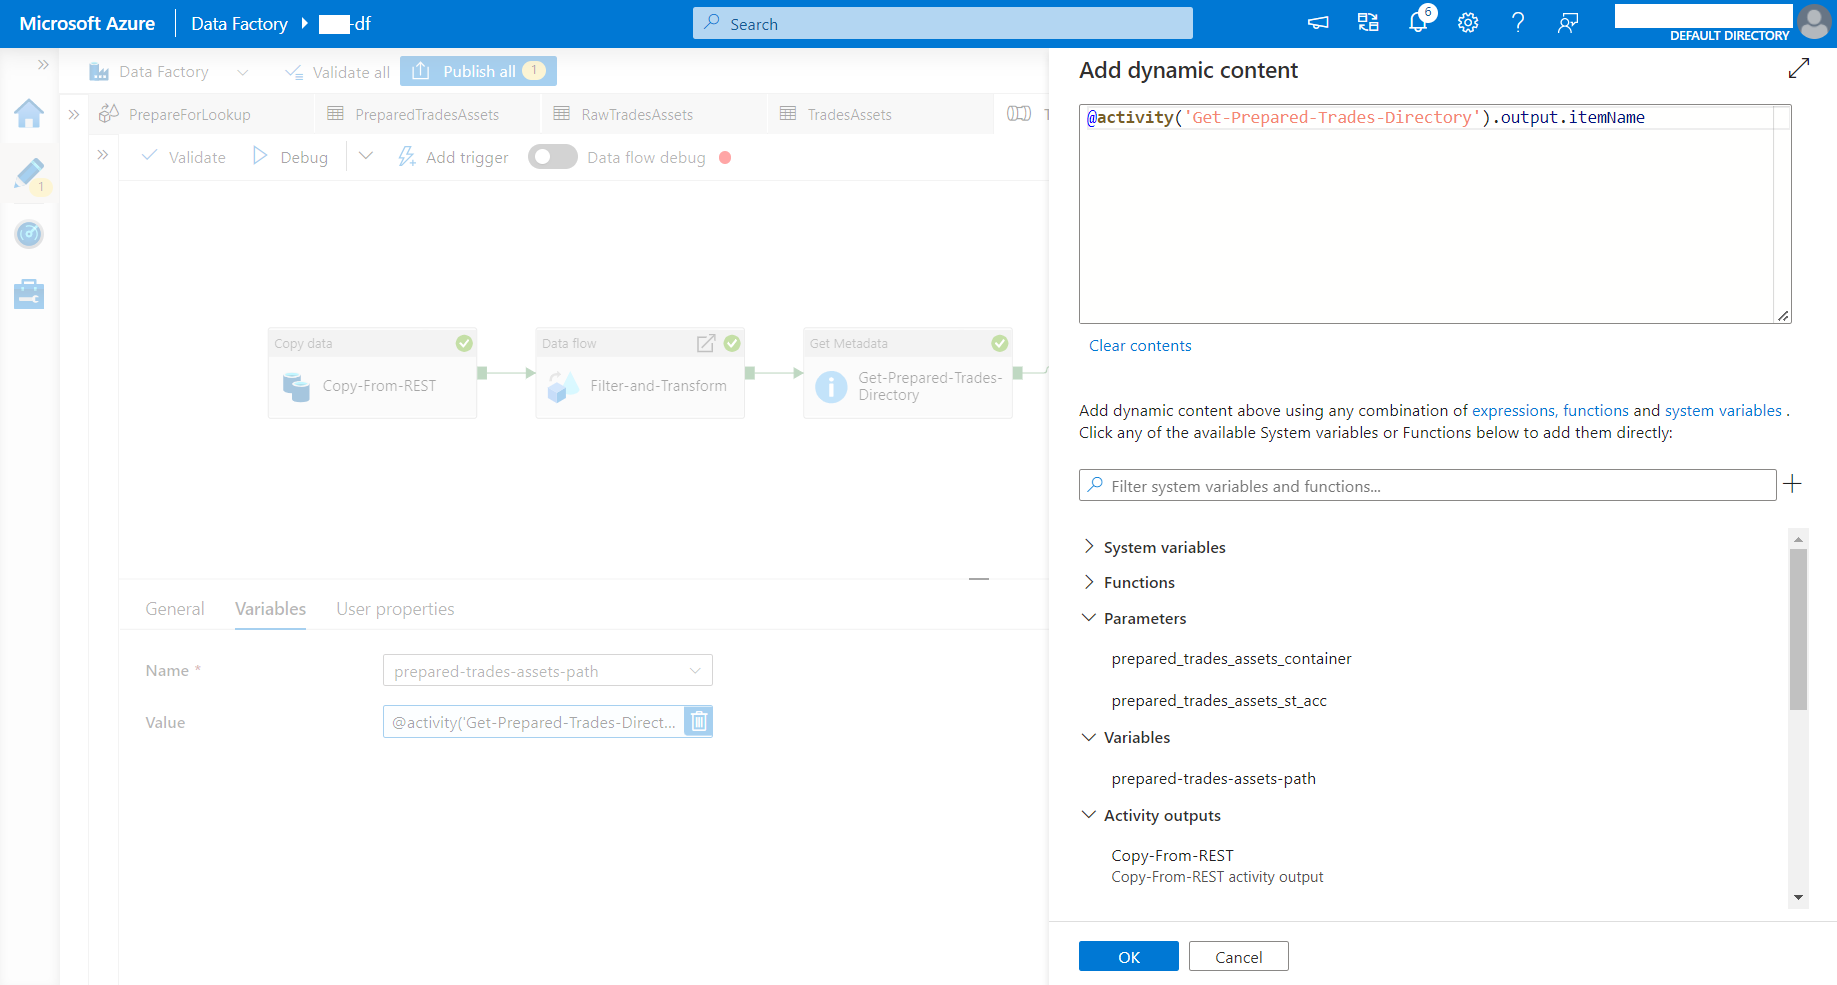 Microsoft Azure
Data Factory
-df
Search
6
DEFAULT DIRECTORY
Data Factory
Validate all
Publish all
1
PrepareForLookup
PreparedTradesAssets
RawTradesAssets
TradesAssets
T
1
Validate
Debug
Add trigger
Data flow debug
Copy data
Copy-From-REST
Data flow
Filter-and-Transform
Get Metadata
Get-Prepared-Trades-
Directory
General
Variables
User properties
Name *
prepared-trades-assets-path
Value
@activity('Get-Prepared-Trades-Direct...
Add dynamic content
@activity('Get-Prepared-Trades-Directory').output.itemName
Clear contents
Add dynamic content above using any combination of expressions, functions and system variables .
Click any of the available System variables or Functions below to add them directly:
Filter system variables and functions...
System variables
Functions
Parameters
prepared_trades_assets_container
prepared_trades_assets_st_acc
Variables
prepared-trades-assets-path
Activity outputs
Copy-From-REST
Copy-From-REST activity output
OK
Cancel